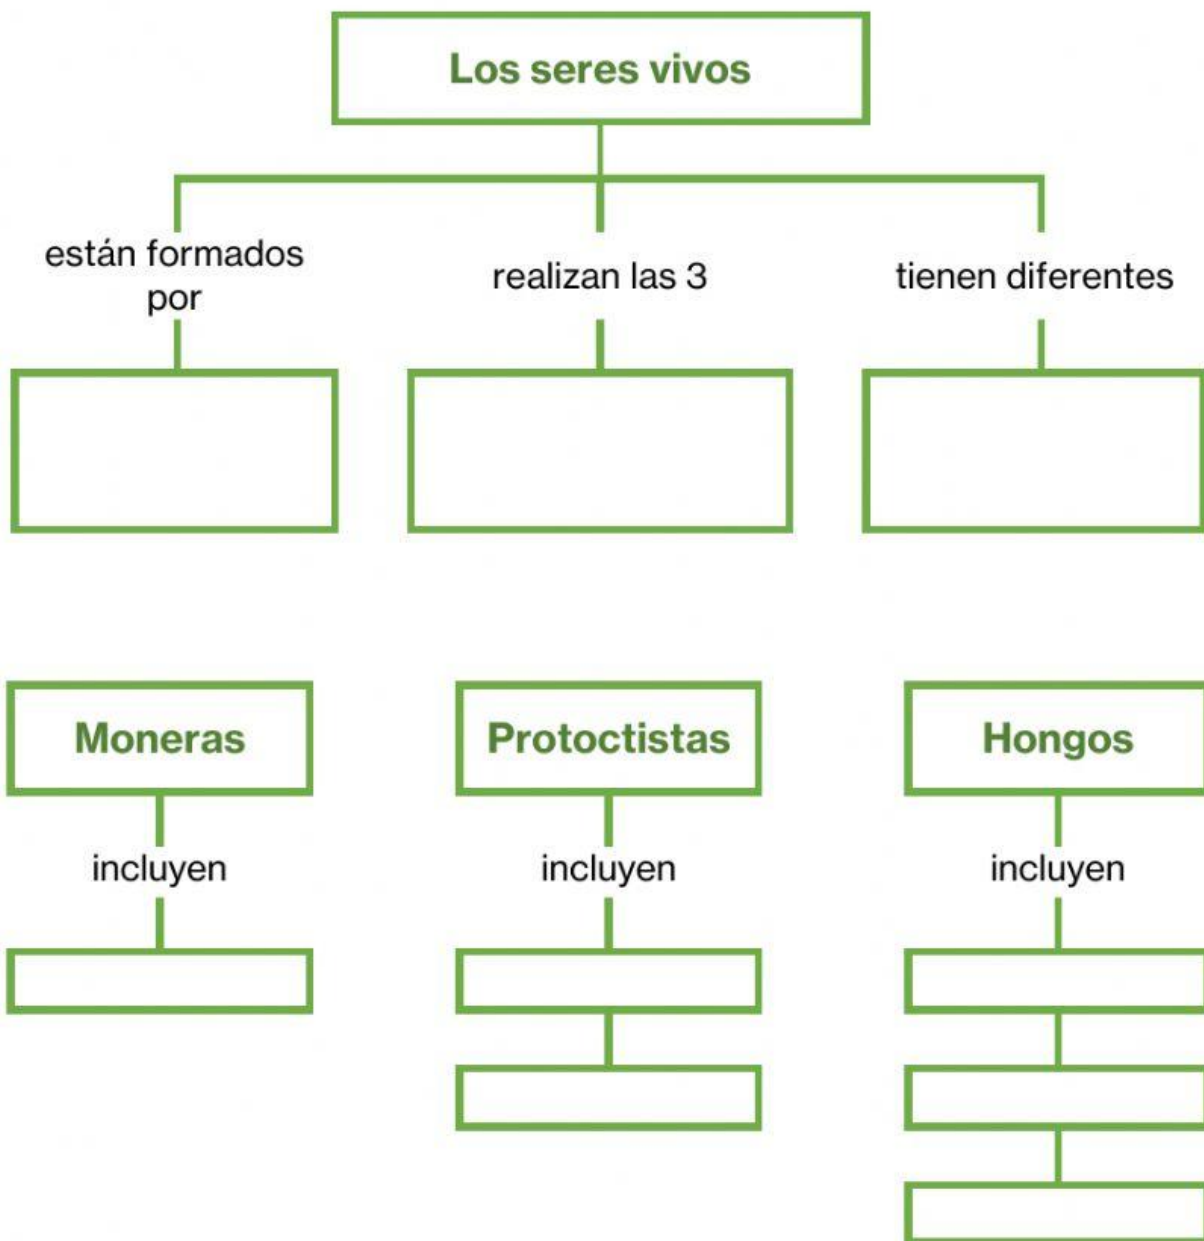 Los seres vivos
están formados
por
realizan las 3
tienen diferentes
Moneras
Protoctistas
Hongos
incluyen
incluyen
incluyen